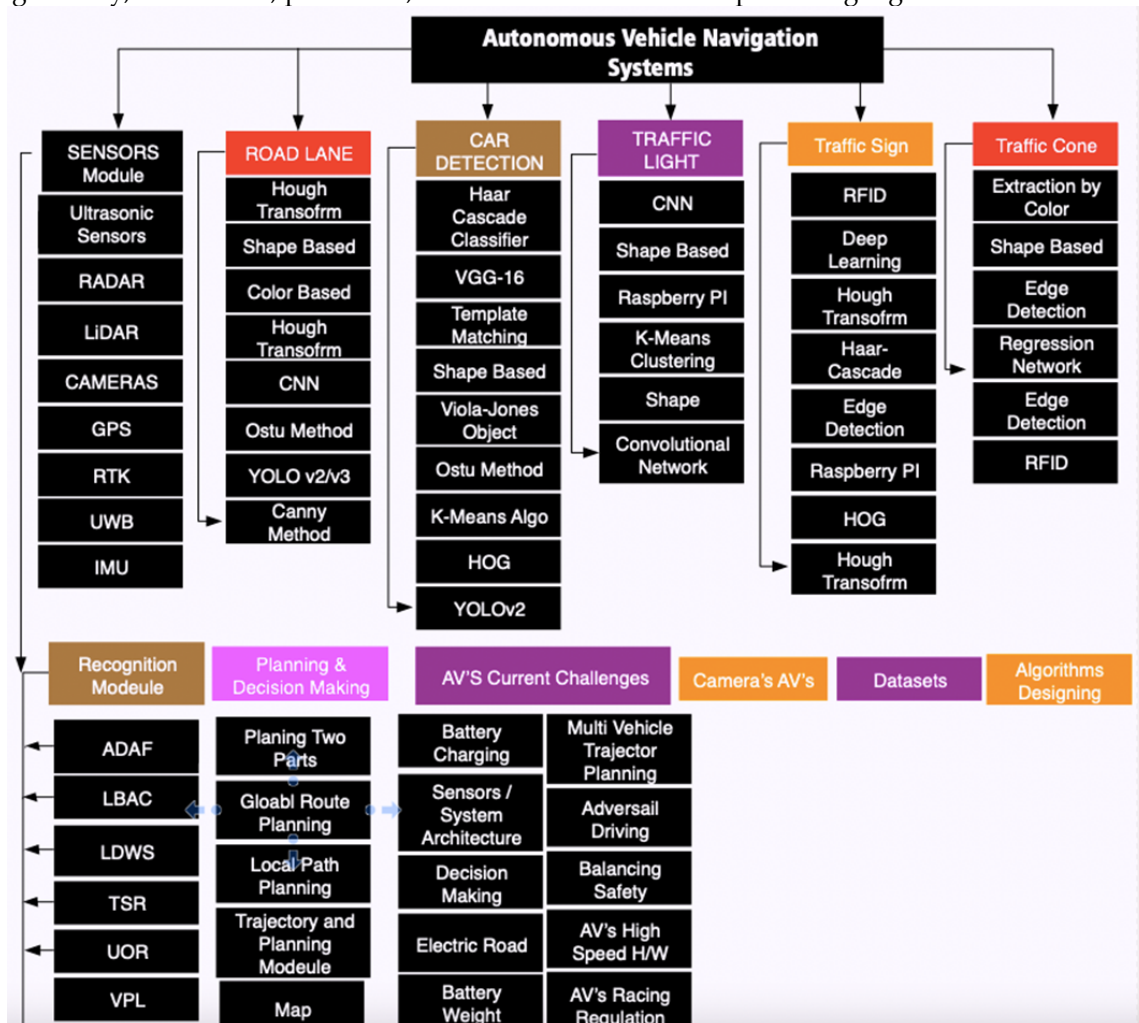 Autonomous Vehicle Navigation
Systems
SENSORS
Module
Ultrasonic
Sensors
RADAR
LiDAR
CAMERAS
GPS
RTK
UWB
IMU
ROAD LANE
Hough
Transofrm
Shape Based
Color Based
Hough
Transofrm
CNN
Ostu Method
YOLO v2/v3
Canny
Method
CAR
DETECTION
Haar
Cascade
Classifier
VGG-16
Template
Matching
Shape Based
Viola-Jones
Object
Ostu Method
K-Means Algo
HOG
YOLOv2
TRAFFIC
LIGHT
CNN
Shape Based
Raspberry PI
K-Means
Clustering
Shape
Convolutional
Network
Traffic Sign
RFID
Deep
Learning
Hough
Transofrm
Haar-
Cascade
Edge
Detection
Raspberry PI
HOG
Hough
Transofrm
Traffic Cone
Extraction by
Color
Shape Based
Edge
Detection
Regression
Network
Edge
Detection
RFID
Recognition
Modeule
ADAF
LBAC
LDWS
TSR
UOR
VPL
Planning &
Decision Making
Planing Two
Parts
Gloabl Route
Planning
Local Path
Planning
Trajectory and
Planning
Modeule
Map
AV'S Current Challenges
Battery
Charging
Sensors /
System
Architecture
Decision
Making
Electric Road
Battery
Weight
Multi Vehicle
Trajector
Planning
Adversail
Driving
Balancing
Safety
AV's High
Speed H/W
AV's Racing
Regulation
Camera's AV's
Datasets
Algorithms
Designing